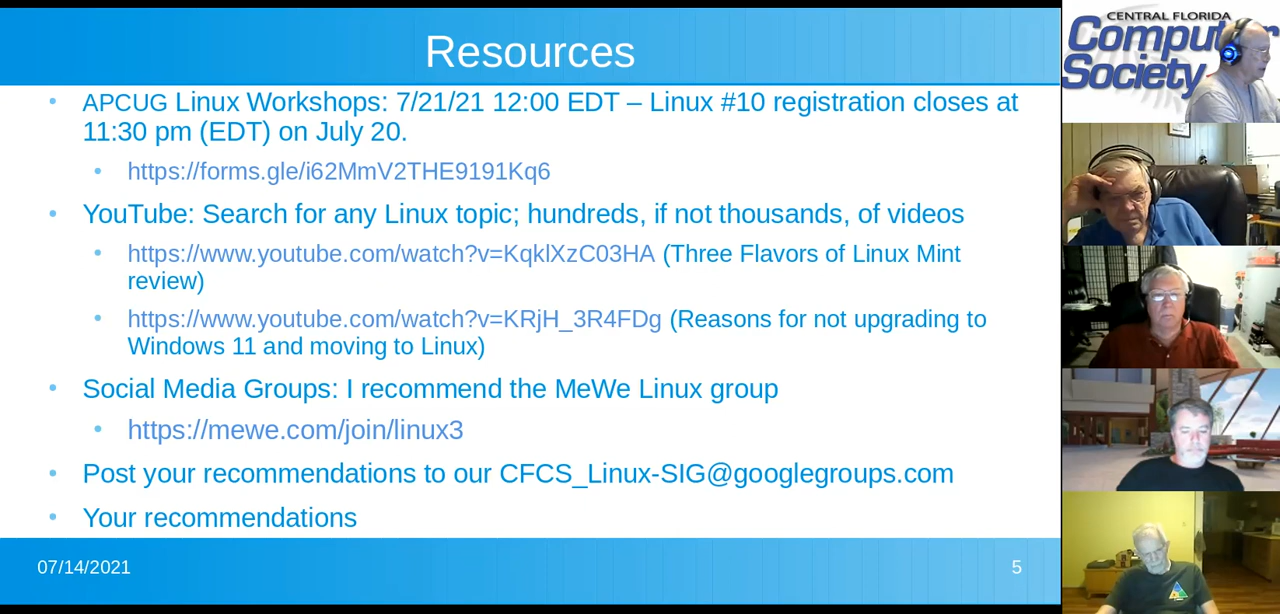 Resources
APCUG Linux Workshops: 7/21/21 12:00 EDT – Linux #10 registration closes at
11:30 pm (EDT) on July 20.
https://forms.gle/i62MmV2THE9191Kq6
YouTube: Search for any Linux topic; hundreds, if not thousands, of videos
https://www.youtube.com/watch?v=KqklXzC03HA (Three Flavors of Linux Mint
review)
https://www.youtube.com/watch?v=KRjH_3R4FDg (Reasons for not upgrading to
Windows 11 and moving to Linux)
Social Media Groups: I recommend the MeWe Linux group
https://mewe.com/join/linux3
Post your recommendations to our CFCS_Linux-SIG@googlegroups.com
Your recommendations
07/14/2021
5
CENTRAL FLORIDA
Computer
Society